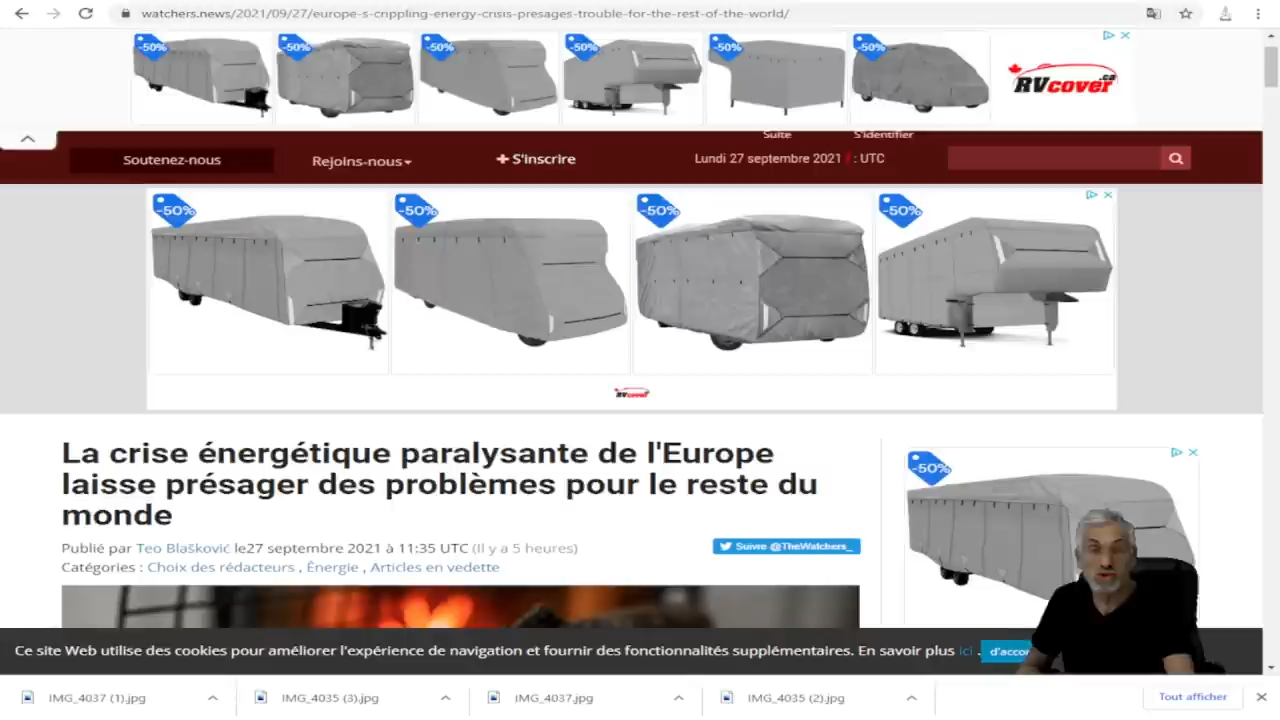 watchers.news/2021/09/27/europe-s-crippling-energy-crisis-presages-trouble-for-the-rest-of-the-world/
-50% -50% -50% -50% -50% -50%
RVcover.ca
Suite S'identifier
Soutenez-nous Rejoins-nous + S'inscrire Lundi 27 septembre 2021 : UTC
-50% -50% -50% -50%
RVcover
La crise énergétique paralysante de l'Europe
laisse présager des problèmes pour le reste du
monde
-50%
Publié par Teo Blašković le27 septembre 2021 à 11:35 UTC (Il y a 5 heures)
Suivre @TheWatchers_
Catégories : Choix des rédacteurs , Énergie , Articles en vedette
Ce site Web utilise des cookies pour améliorer l'expérience de navigation et fournir des fonctionnalités supplémentaires. En savoir plus ici . d'accor
IMG_4037 (1).jpg IMG_4035 (3).jpg IMG_4037.jpg IMG_4035 (2).jpg Tout afficher